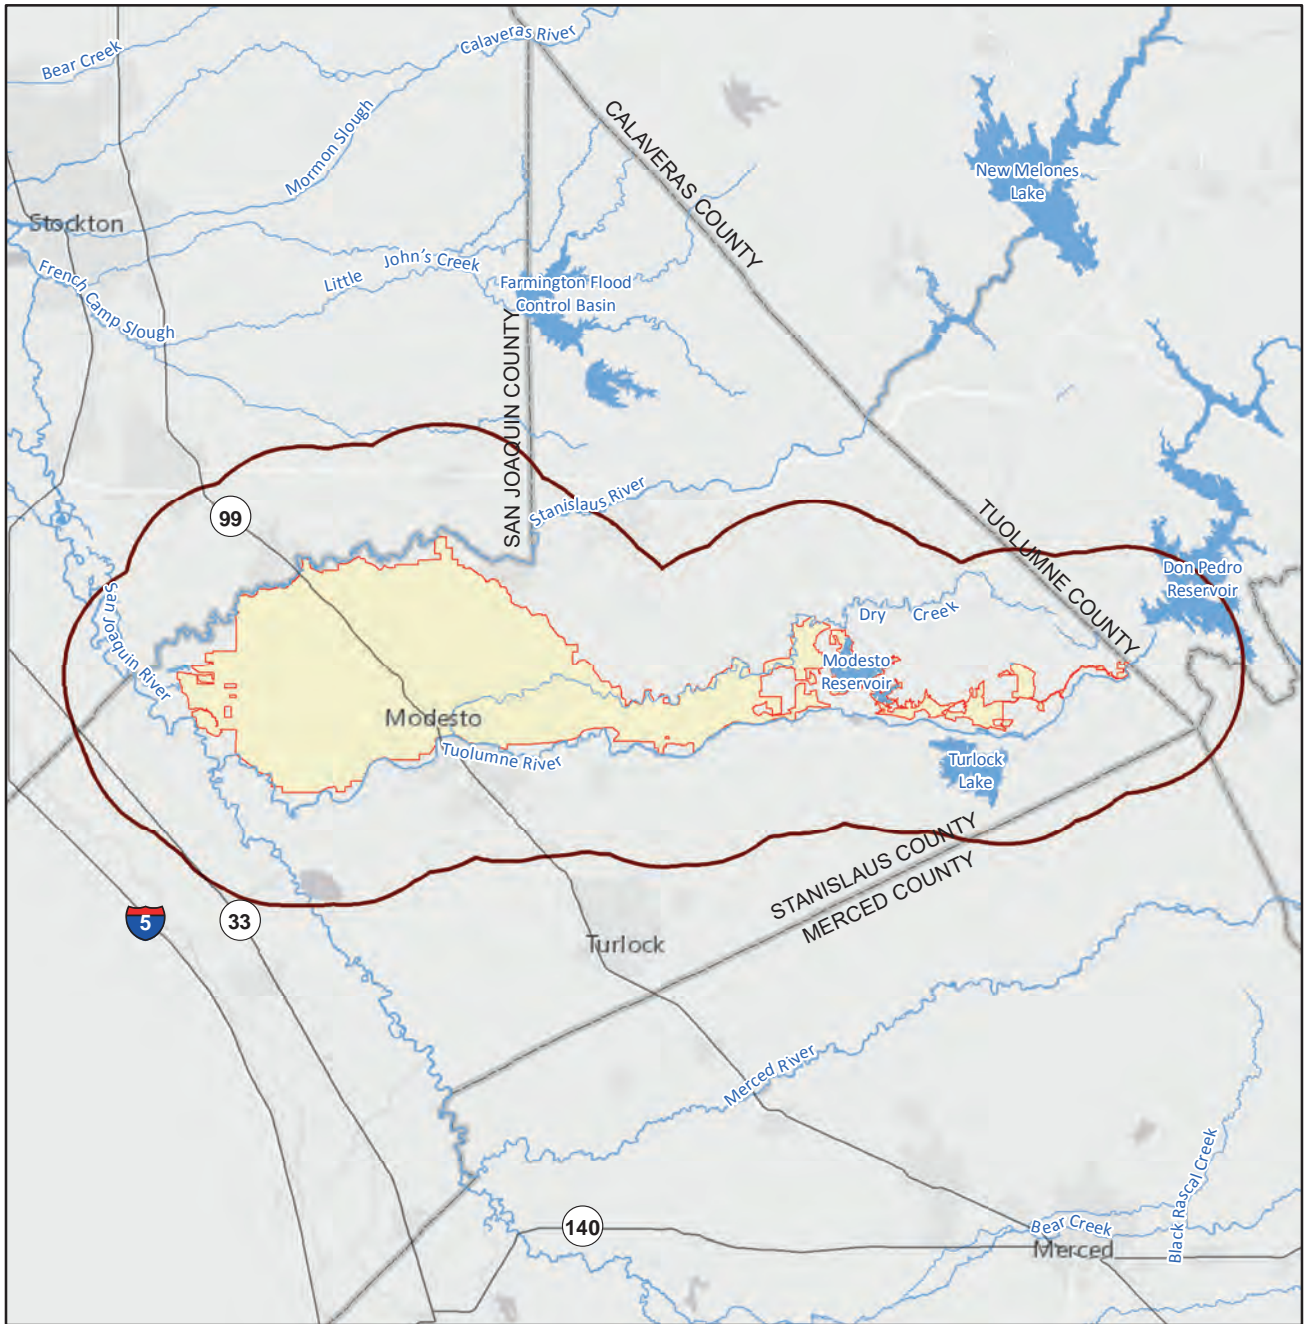 Bear Creek
Calaveras River
Mormon Slough
CALAVERAS COUNTY
New Melones
Lake
Stockton
French Camp Slough
Little John's Creek
Farmington Flood
Control Basin
SAN JOAQUIN COUNTY
99
Stanislaus River
TUOLUMNE COUNTY
Don Pedro
Reservoir
San Joaquin River
Dry Creek
Modesto
Reservoir
Modesto
Tuolumne River
Turlock
Lake
STANISLAUS COUNTY
MERCED COUNTY
5
33
Turlock
Merced River
Black Rascal Creek
140
Bear Creek
Merced